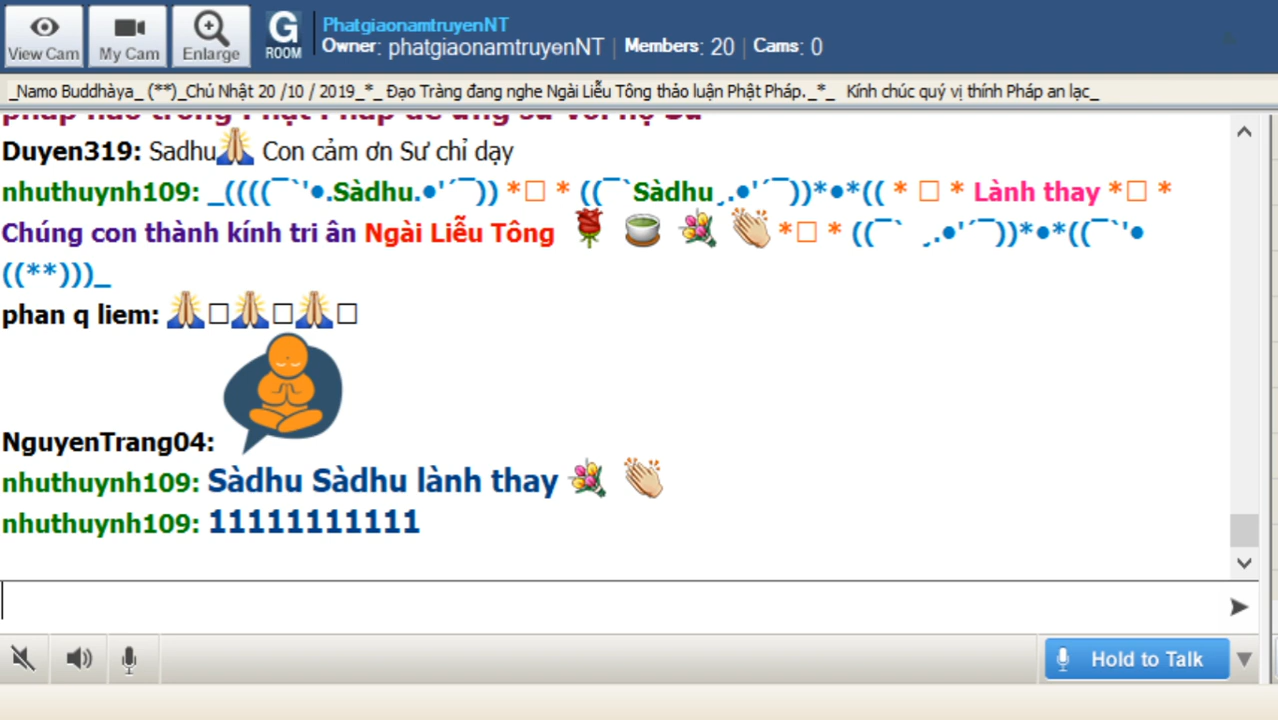 View Cam
My Cam
Enlarge
G
ROOM
PhatgiaonamtruyenNT
Owner: phatgiaonamtruyenNT | Members: 20 | Cams: 0
_Namo Buddhàya_ (**)_Chủ Nhật 20 /10 / 2019_*_ Đạo Tràng đang nghe Ngài Liễu Tông thảo luận Phật Pháp._*_ Kính chúc quý vị thính Pháp an lạc_
Duyen319: Sadhu🙏 Con cảm ơn Sư chỉ dạy
nhuthuynh109: _((((¯`'●.Sàdhu.●'´¯)) *□ * ((¯`Sàdhu¸.●'´¯))*●*(( * □ * Lành thay *□ *
Chúng con thành kính tri ân Ngài Liễu Tông 🌹 🍵 💐 👏 *□ * ((¯` ¸.●'´¯))*●*((¯`'●
((**)))_
phan q liem: 🙏□🙏□🙏□
NguyenTrang04:
nhuthuynh109: Sàdhu Sàdhu lành thay 💐 👏
nhuthuynh109: 11111111111
Hold to Talk